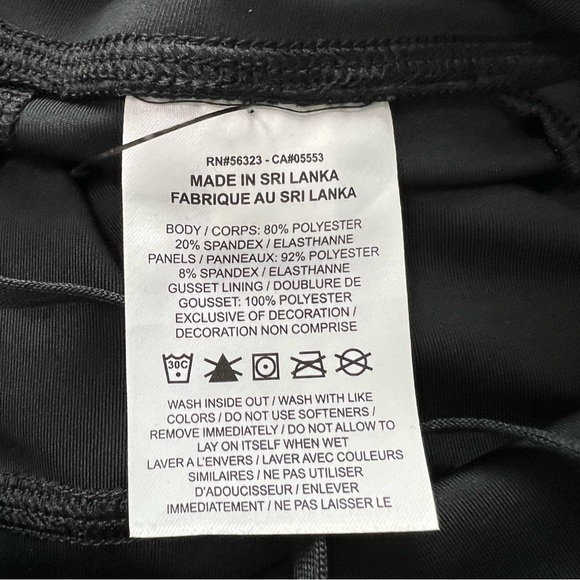 RN#56323 - CA#05553
MADE IN SRI LANKA
FABRIQUE AU SRI LANKA
BODY / CORPS: 80% POLYESTER
20% SPANDEX / ELASTHANNE
PANELS / PANNEAUX: 92% POLYESTER
8% SPANDEX / ELASTHANNE
GUSSET LINING / DOUBLURE DE
GOUSSET: 100% POLYESTER
EXCLUSIVE OF DECORATION /
DECORATION NON COMPRISE
30C
WASH INSIDE OUT / WASH WITH LIKE
COLORS / DO NOT USE SOFTENERS /
REMOVE IMMEDIATELY / DO NOT ALLOW TO
LAY ON ITSELF WHEN WET
LAVER A L'ENVERS / LAVER AVEC COULEURS
SIMILAIRES / NE PAS UTILISER
D'ADOUCISSEUR / ENLEVER
IMMEDIATEMENT / NE PAS LAISSER LE